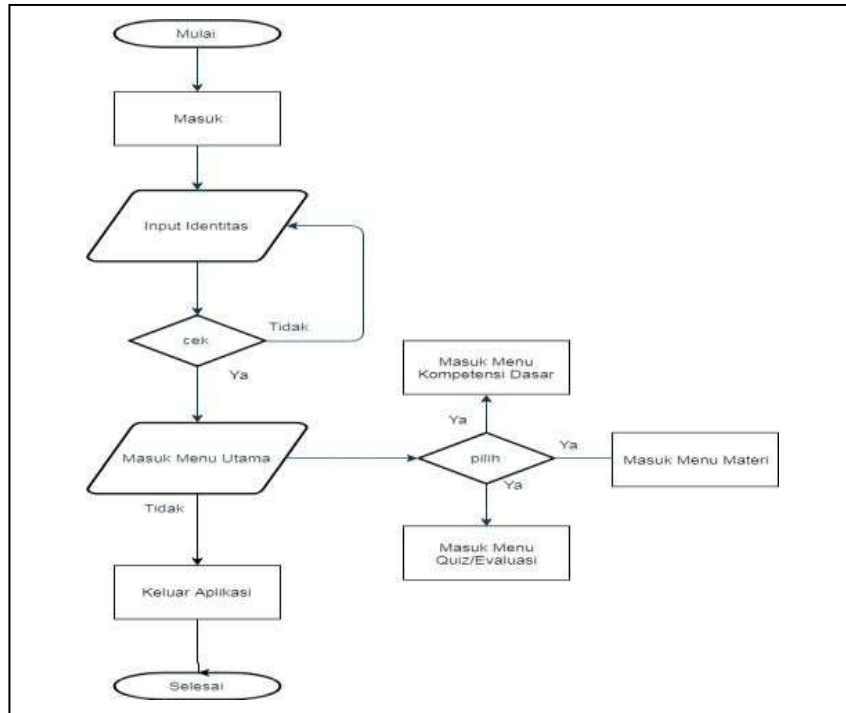 Mulai
Masuk
Input Identitas
cek
Tidak
Ya
Masuk Menu
Kompetensi Dasar
Ya
Masuk Menu Utama
pilih
Ya
Masuk Menu Materi
Ya
Tidak
Masuk Menu
Quiz/Evaluasi
Keluar Aplikasi
Selesai